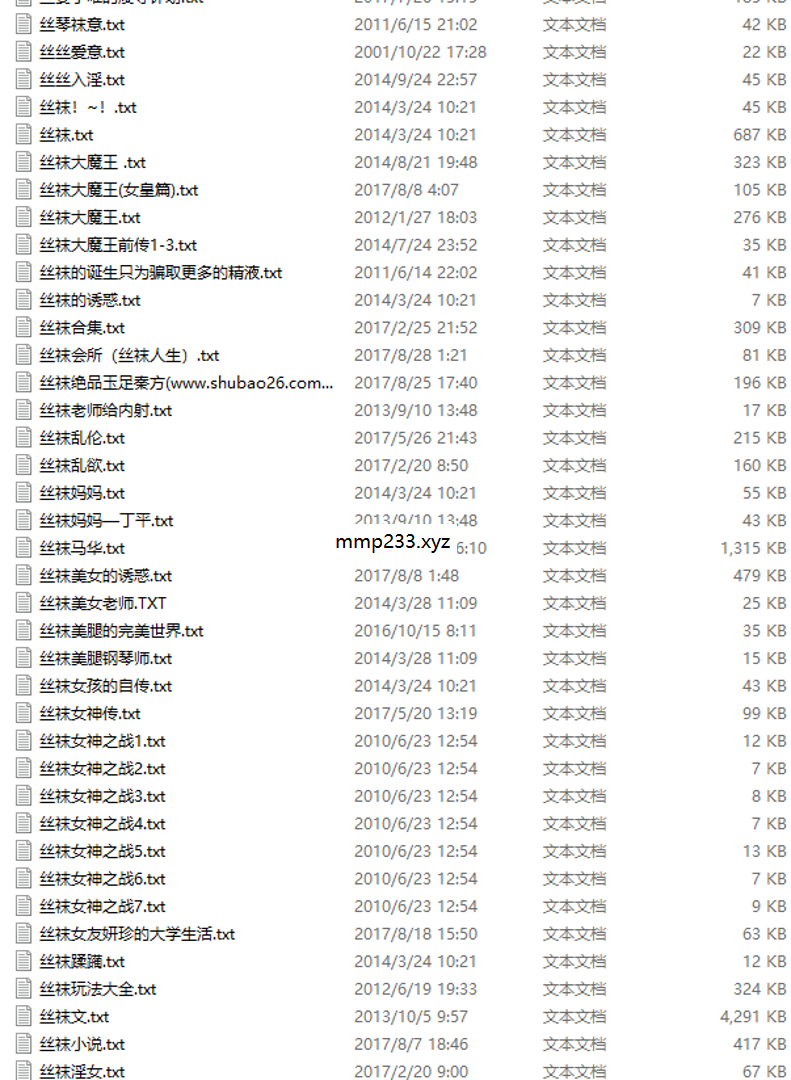 丝琴袜意.txt 2011/6/15 21:02 文本文档 42 KB
丝丝爱意.txt 2001/10/22 17:28 文本文档 22 KB
丝丝入淫.txt 2014/9/24 22:57 文本文档 45 KB
丝袜！~！.txt 2014/3/24 10:21 文本文档 45 KB
丝袜.txt 2014/3/24 10:21 文本文档 687 KB
丝袜大魔王 .txt 2014/8/21 19:48 文本文档 323 KB
丝袜大魔王(女皇篇).txt 2017/8/8 4:07 文本文档 105 KB
丝袜大魔王.txt 2012/1/27 18:03 文本文档 276 KB
丝袜大魔王前传1-3.txt 2014/7/24 23:52 文本文档 35 KB
丝袜的诞生只为骗取更多的精液.txt 2011/6/14 22:02 文本文档 41 KB
丝袜的诱惑.txt 2014/3/24 10:21 文本文档 7 KB
丝袜合集.txt 2017/2/25 21:52 文本文档 309 KB
丝袜会所（丝袜人生）.txt 2017/8/28 1:21 文本文档 81 KB
丝袜绝品玉足秦方(www.shubao26.com... 2017/8/25 17:40 文本文档 196 KB
丝袜老师给内射.txt 2013/9/10 13:48 文本文档 17 KB
丝袜乱伦.txt 2017/5/26 21:43 文本文档 215 KB
丝袜乱欲.txt 2017/2/20 8:50 文本文档 160 KB
丝袜妈妈.txt 2014/3/24 10:21 文本文档 55 KB
丝袜妈妈—丁平.txt 2013/9/10 13:48 文本文档 43 KB
丝袜马华.txt mmp233.xyz 6:10 文本文档 1,315 KB
丝袜美女的诱惑.txt 2017/8/8 1:48 文本文档 479 KB
丝袜美女老师.TXT 2014/3/28 11:09 文本文档 25 KB
丝袜美腿的完美世界.txt 2016/10/15 8:11 文本文档 35 KB
丝袜美腿钢琴师.txt 2014/3/28 11:09 文本文档 15 KB
丝袜女孩的自传.txt 2014/3/24 10:21 文本文档 43 KB
丝袜女神传.txt 2017/5/20 13:19 文本文档 99 KB
丝袜女神之战1.txt 2010/6/23 12:54 文本文档 12 KB
丝袜女神之战2.txt 2010/6/23 12:54 文本文档 7 KB
丝袜女神之战3.txt 2010/6/23 12:54 文本文档 8 KB
丝袜女神之战4.txt 2010/6/23 12:54 文本文档 7 KB
丝袜女神之战5.txt 2010/6/23 12:54 文本文档 13 KB
丝袜女神之战6.txt 2010/6/23 12:54 文本文档 7 KB
丝袜女神之战7.txt 2010/6/23 12:54 文本文档 9 KB
丝袜女友妍珍的大学生活.txt 2017/8/18 15:50 文本文档 63 KB
丝袜蹂躏.txt 2014/3/24 10:21 文本文档 12 KB
丝袜玩法大全.txt 2012/6/19 19:33 文本文档 324 KB
丝袜文.txt 2013/10/5 9:57 文本文档 4,291 KB
丝袜小说.txt 2017/8/7 18:46 文本文档 417 KB
丝袜淫女.txt 2017/2/20 9:00 文本文档 67 KB